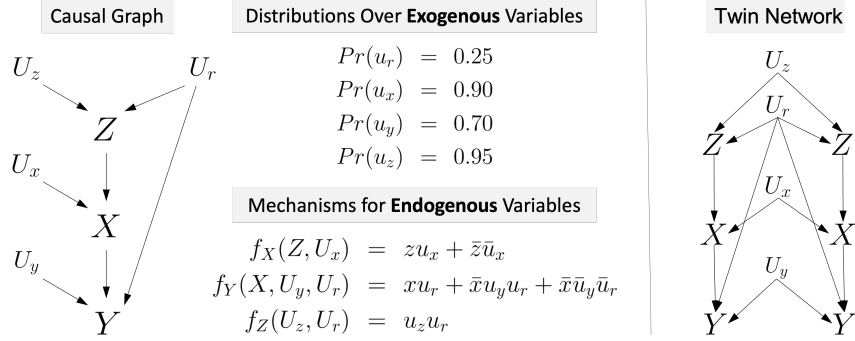 Causal Graph
U_z
U_r
Z
U_x
X
U_y
Y
Distributions Over Exogenous Variables
Pr(u_r) = 0.25
Pr(u_x) = 0.90
Pr(u_y) = 0.70
Pr(u_z) = 0.95
Mechanisms for Endogenous Variables
f_X(Z, U_x) = zu_x + z̄ū_x
f_Y(X, U_y, U_r) = xu_r + x̄u_yu_r + x̄ū_yū_r
f_Z(U_z, U_r) = u_zu_r
Twin Network
U_z
U_r
Z Z
U_x
X X
U_y
Y Y